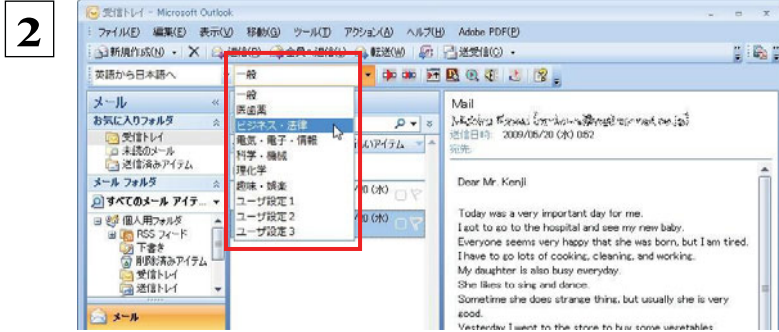 2
受信トレイ - Microsoft Outlook
ファイル(F) 編集(E) 表示(V) 移動(G) ツール(T) アクション(A) ヘルプ(H) Adobe PDF(P)
新規作成(N) 転送(W) 送受信(C)
英語から日本語へ 一般
一般
医歯薬
ビジネス・法律
電気・電子・情報
科学・機械
理化学
趣味・娯楽
ユーザ設定1
ユーザ設定2
ユーザ設定3
メール
お気に入りフォルダ
受信トレイ
未読のメール
送信済みアイテム
メール フォルダ
すべてのメール アイテ...
個人用フォルダ
RSS フィード
下書き
削除済みアイテム
受信トレイ
送信トレイ
メール
Mail
送信日時: 2009/05/20 (水) 0:52
宛先:
Dear Mr. Kenji
Today was a very important day for me.
I got to go to the hospital and see my new baby.
Everyone seems very happy that she was born, but I am tired.
I have to go lots of cooking, cleaning, and working.
My daughter is also busy everyday.
She likes to sing and dance.
Sometime she does strange thing, but usually she is very
good.
Yesterday I went to the store to buy some vegetables.